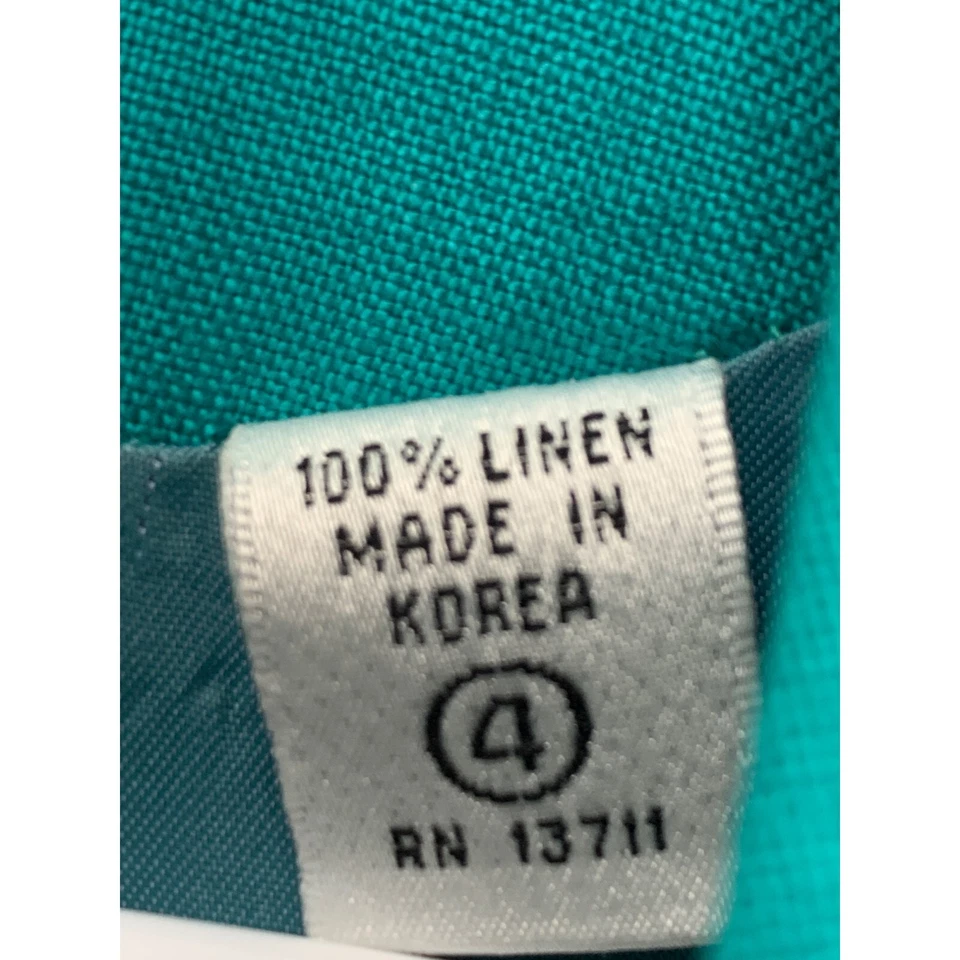 100% LINEN
MADE IN
KOREA
4
RN 13711